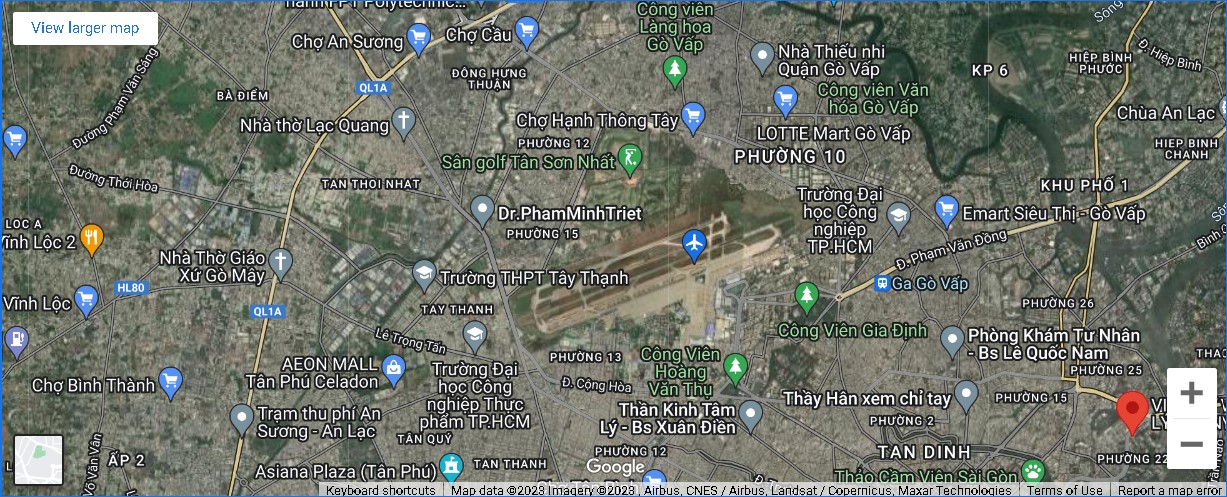 View larger map
Chợ An Sương
Chợ Cầu
Công viên
Làng hoa
Gò Vấp
Nhà Thiếu nhi
Quận Gò Vấp
KP 6
HIỆP BÌNH
PHƯỚC
Đ. Hiệp Bình
Sông
ĐÔNG HƯNG
THUẬN
QL1A
BÀ ĐIỂM
Đường Phạm Văn Sáng
Công viên Văn
hóa Gò Vấp
Chùa An Lạc
Nhà thờ Lạc Quang
Chợ Hạnh Thông Tây
LOTTE Mart Gò Vấp
PHƯỜNG 12
PHƯỜNG 10
HIEP BINH
CHANH
Sân golf Tân Sơn Nhất
Đường Thới Hòa
TAN THOI NHAT
KHU PHỐ 1
Trường Đại
học Công
nghiệp
TP.HCM
Emart Siêu Thị - Gò Vấp
Dr.PhamMinhTriet
PHƯỜNG 15
LOC A
Vĩnh Lộc 2
Đ. Phạm Văn Đồng
Nhà Thờ Giáo
Xứ Gò Mây
Trường THPT Tây Thạnh
HL80
Ga Gò Vấp
Vĩnh Lộc
QL1A
TAY THANH
PHƯỜNG 26
Công Viên Gia Định
Lê Trọng Tấn
Phòng Khám Tư Nhân
- Bs Lê Quốc Nam
AEON MALL
Tân Phú Celadon
Trường Đại
học Công
nghiệp Thực
phẩm TP.HCM
PHƯỜNG 13
Công Viên
Hoàng
Văn Thụ
PHƯỜNG 25
Chợ Bình Thành
Đ. Cộng Hòa
Thầy Hân xem chỉ tay
PHƯỜNG 15
Trạm thu phí An
Sương - An Lạc
Thần Kinh Tâm
Lý - Bs Xuân Điền
PHƯỜNG 2
TÂN QUÝ
ẤP 2
Võ Văn Vân
PHƯỜNG 12
TAN DINH
PHƯỜNG 22
Asiana Plaza (Tân Phú)
TAN THANH
Google
Thảo Cầm Viên Sài Gòn
Keyboard shortcuts
Map data ©2023 Imagery ©2023 , Airbus, CNES / Airbus, Landsat / Copernicus, Maxar Technologies
Terms of Use
Report a map error